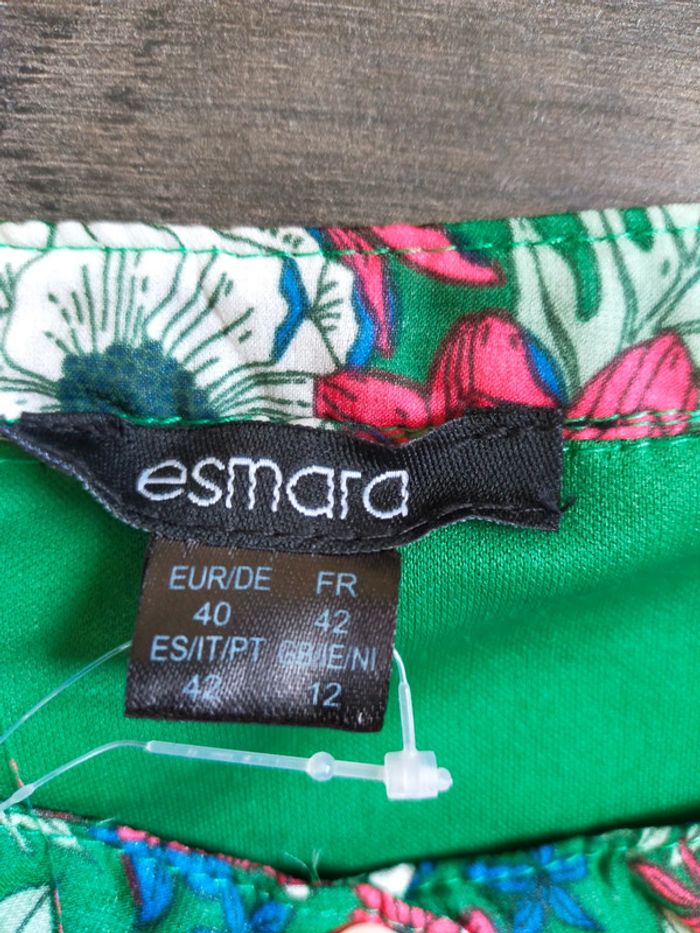 esmara
EUR/DE FR
40 42
ES/IT/PT GB/IE/NI
42 12